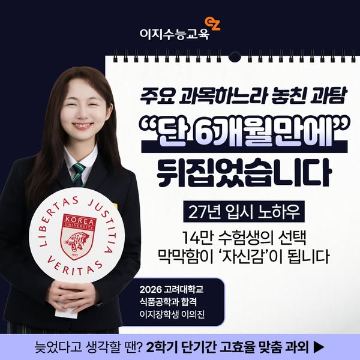 이지수능교육 ez
주요 과목하느라 놓친 과탐
“단 6개월만에”
뒤집었습니다
27년 입시 노하우
14만 수험생의 선택
막막함이 ‘자신감’이 됩니다
LIBERTAS JUSTITIA VERITAS
KOREA
UNIVERSITY
2026 고려대학교
식품공학과 합격
이지장학생 이의진
늦었다고 생각할 땐? 2학기 단기간 고효율 맞춤 과외 ▶